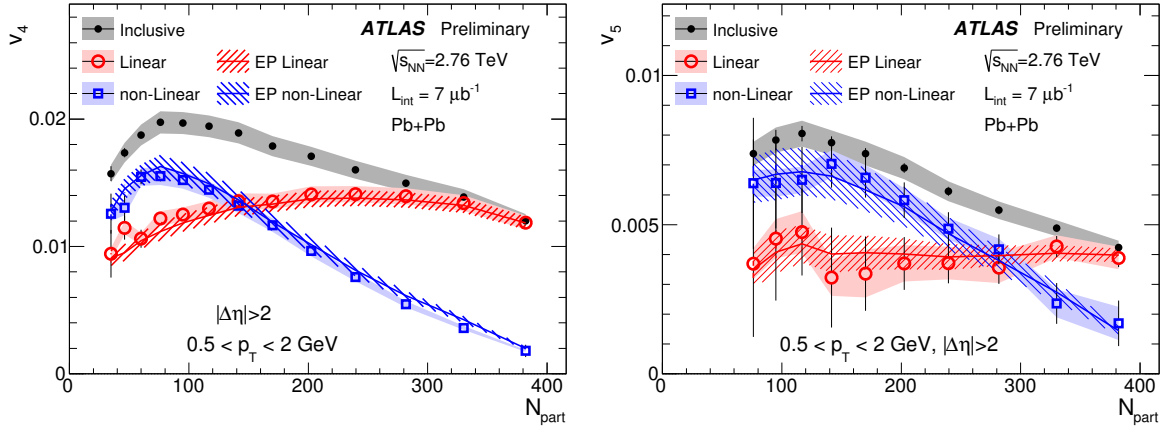 v₄
ATLAS Preliminary
Inclusive
Linear
EP Linear
non-Linear
EP non-Linear
√sNN=2.76 TeV
Lint = 7 μb⁻¹
Pb+Pb
0.02
0.01
0
|Δη|>2
0.5 < pT < 2 GeV
0 100 200 300 400
Npart
v₅
ATLAS Preliminary
Inclusive
Linear
EP Linear
non-Linear
EP non-Linear
√sNN=2.76 TeV
Lint = 7 μb⁻¹
Pb+Pb
0.01
0.005
0
0.5 < pT < 2 GeV, |Δη|>2
0 100 200 300 400
Npart